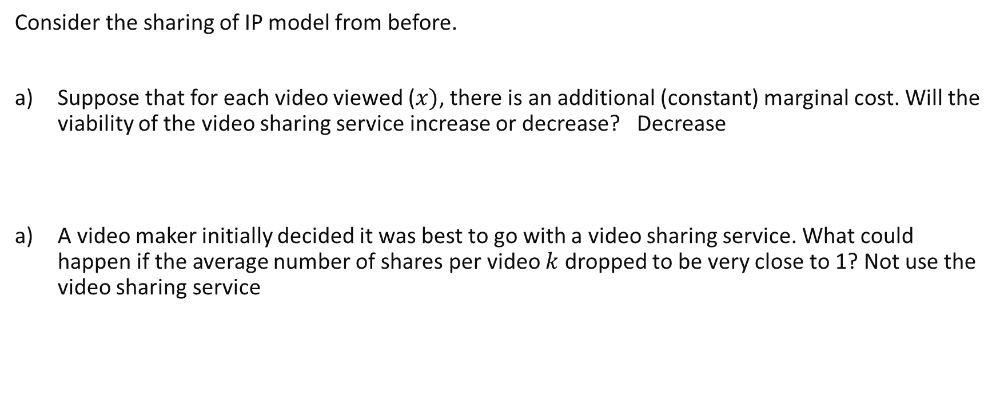 Consider the sharing of IP model from before.
a) Suppose that for each video viewed (x), there is an additional (constant) marginal cost. Will the
viability of the video sharing service increase or decrease? Decrease
a) A video maker initially decided it was best to go with a video sharing service. What could
happen if the average number of shares per video k dropped to be very close to 1? Not use the
video sharing service